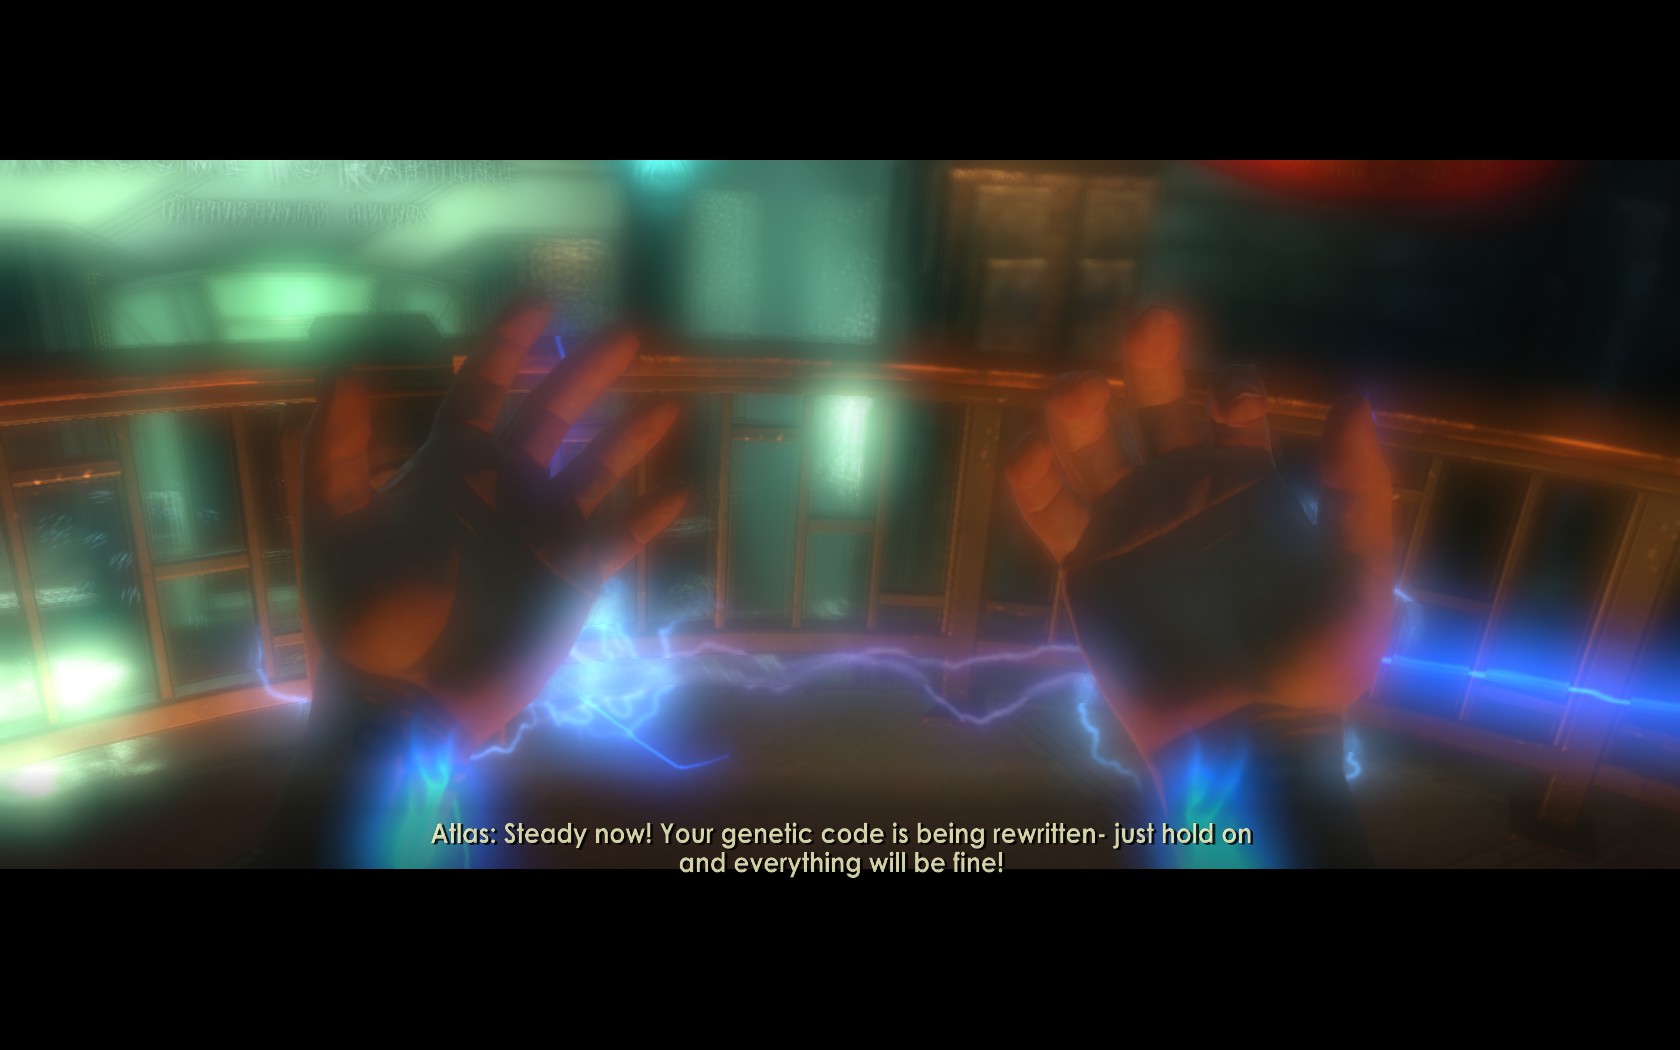 Atlas: Steady now! Your genetic code is being rewritten- just hold on
and everything will be fine!